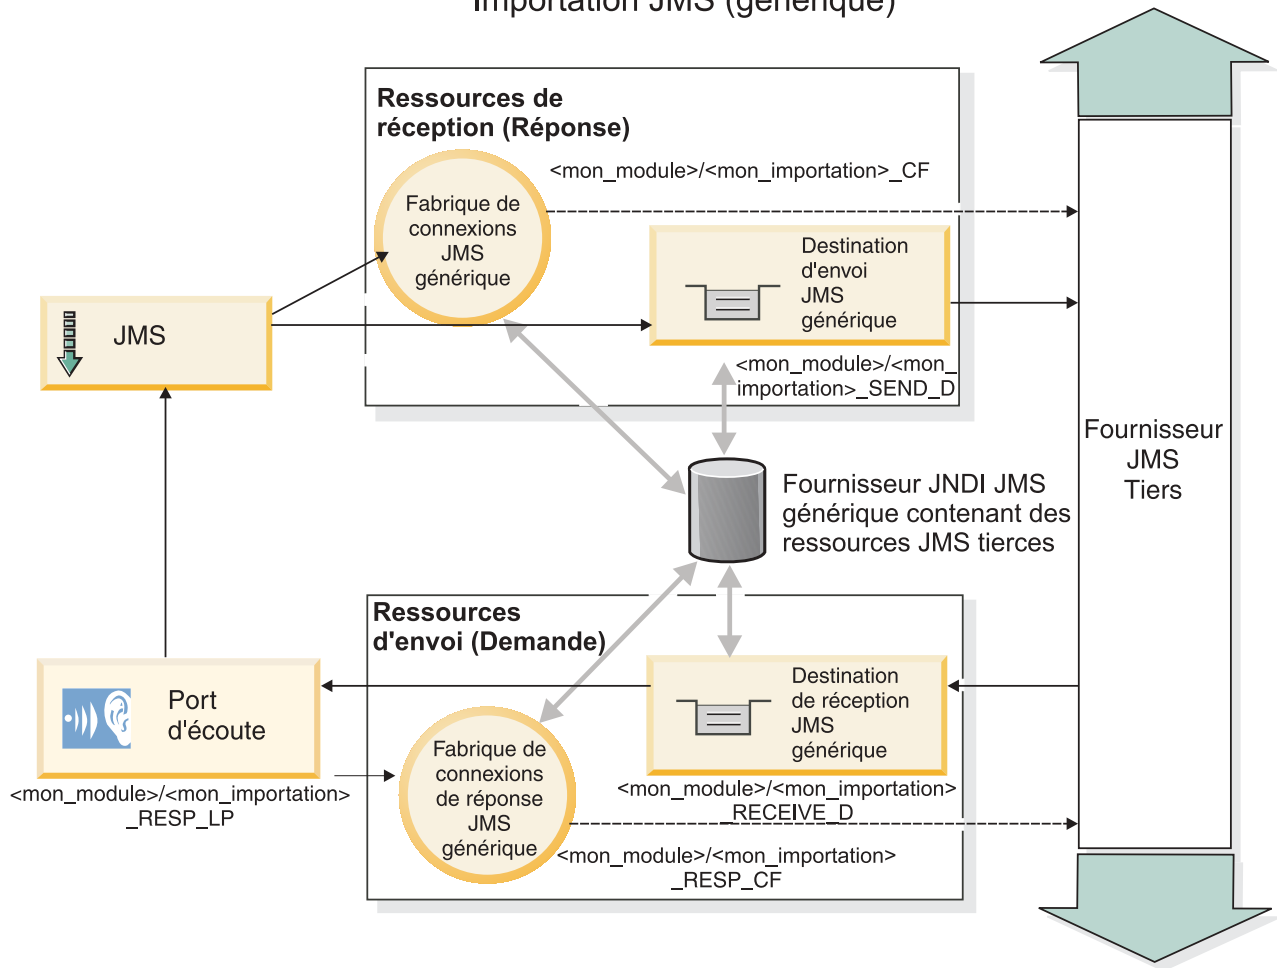 Importation JMS (générique)
Ressources de
réception (Réponse)
<mon_module>/<mon_importation>_CF
Fabrique de
connexions
JMS
générique
Destination
d'envoi
JMS
générique
JMS
<mon_module>/<mon_
importation>_SEND_D
Fournisseur
JMS
Tiers
Fournisseur JNDI JMS
générique contenant des
ressources JMS tierces
Ressources
d'envoi (Demande)
Destination
de réception
JMS
générique
Port
d'écoute
Fabrique de
connexions
de réponse
JMS
générique
<mon_module>/<mon_importation>
_RESP_LP
<mon_module>/<mon_importation>
_RECEIVE_D
<mon_module>/<mon_importation>
_RESP_CF